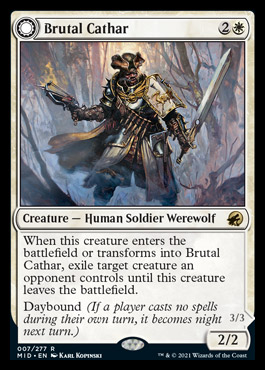 Brutal Cathar 2
Creature — Human Soldier Werewolf
When this creature enters the
battlefield or transforms into Brutal
Cathar, exile target creature an
opponent controls until this creature
leaves the battlefield.
Daybound (If a player casts no spells
during their own turn, it becomes night
next turn.)
3/3
2/2
007/277 R
MID • EN KARL KOPINSKI
™ & © 2021 Wizards of the Coast